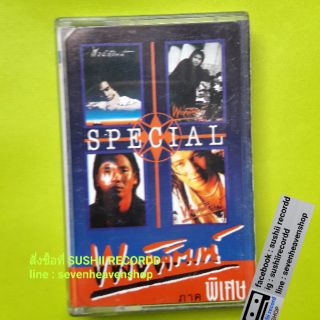 SPECIAL
สั่งซื้อที่ SUSHII RECORDD
line : sevenheavenshop
ภาค พิเศษ
facebook : sushii recordd
ig : sushiirecordd
line : sevenheavenshop